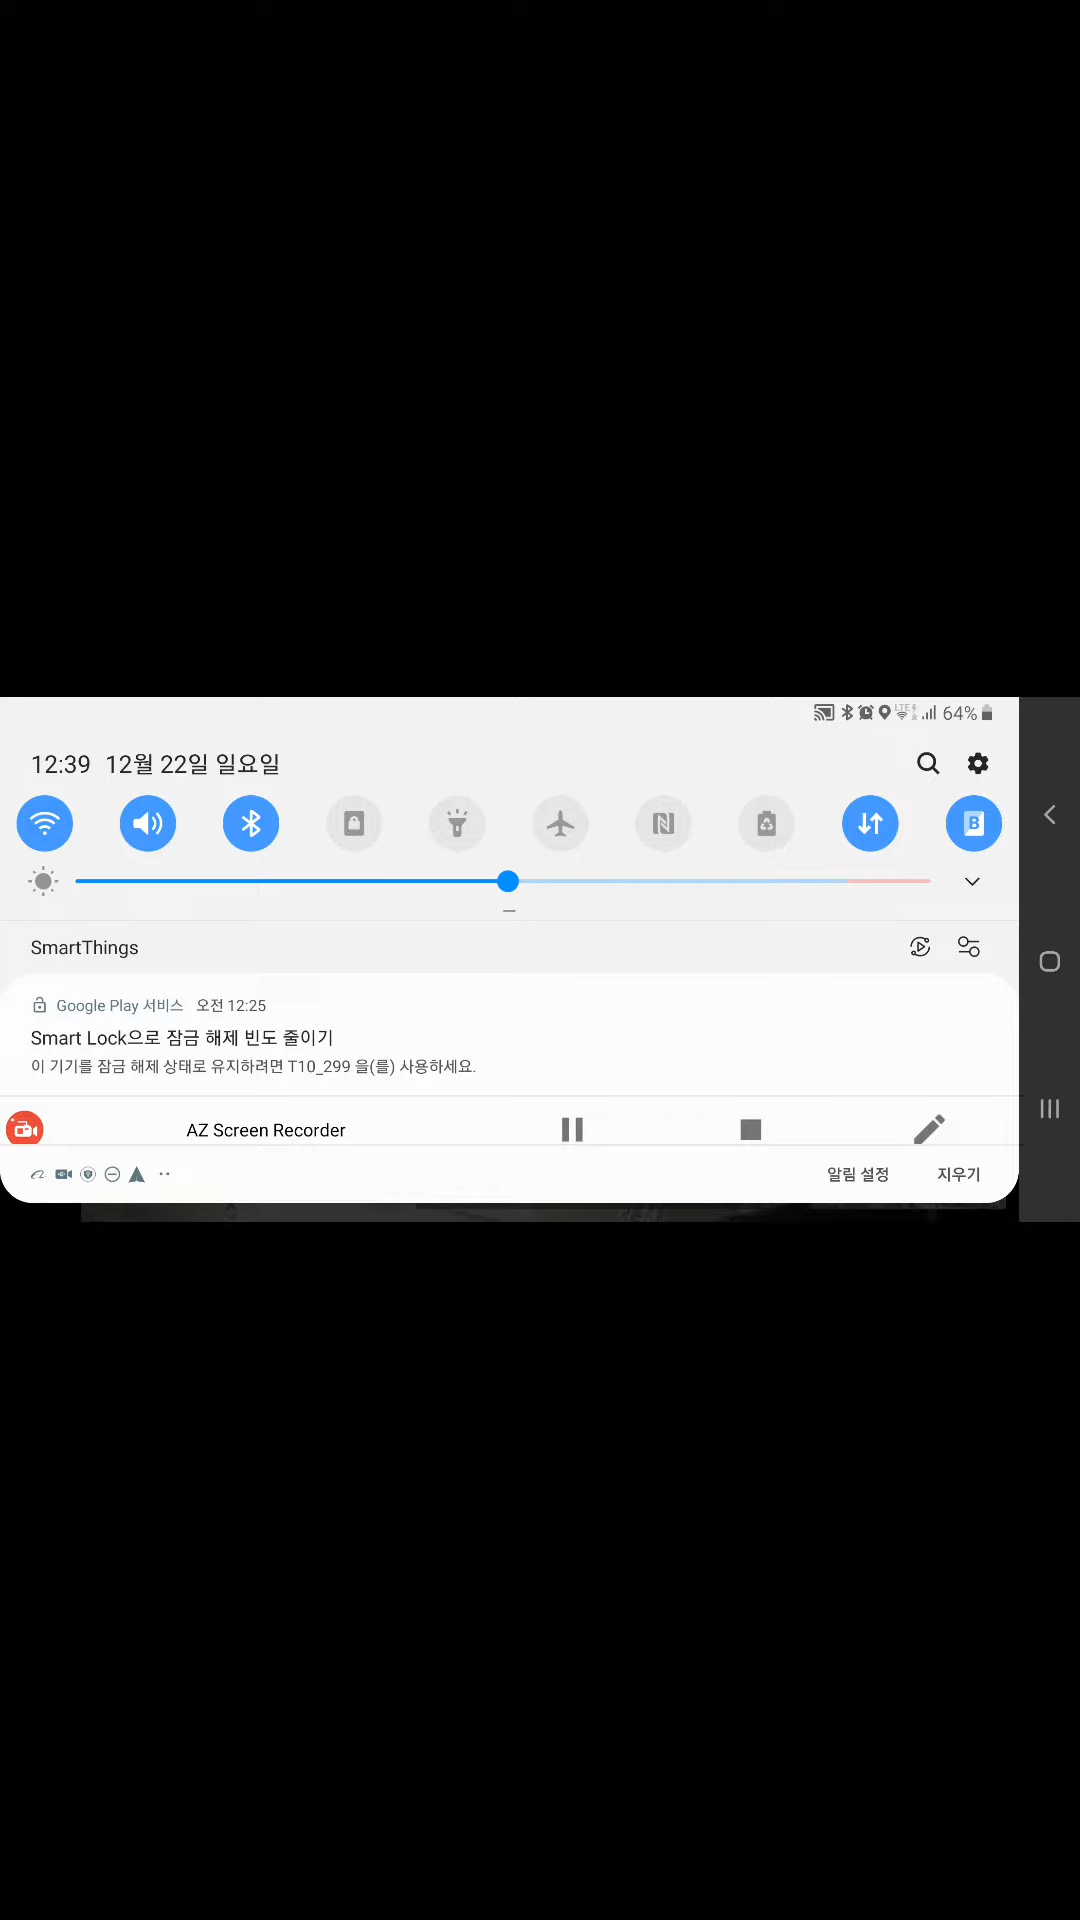 LTE 64%
12:39 12월 22일 일요일
B
SmartThings
Google Play 서비스 오전 12:25
Smart Lock으로 잠금 해제 빈도 줄이기
이 기기를 잠금 해제 상태로 유지하려면 T10_299 을(를) 사용하세요.
AZ Screen Recorder
알림 설정 지우기